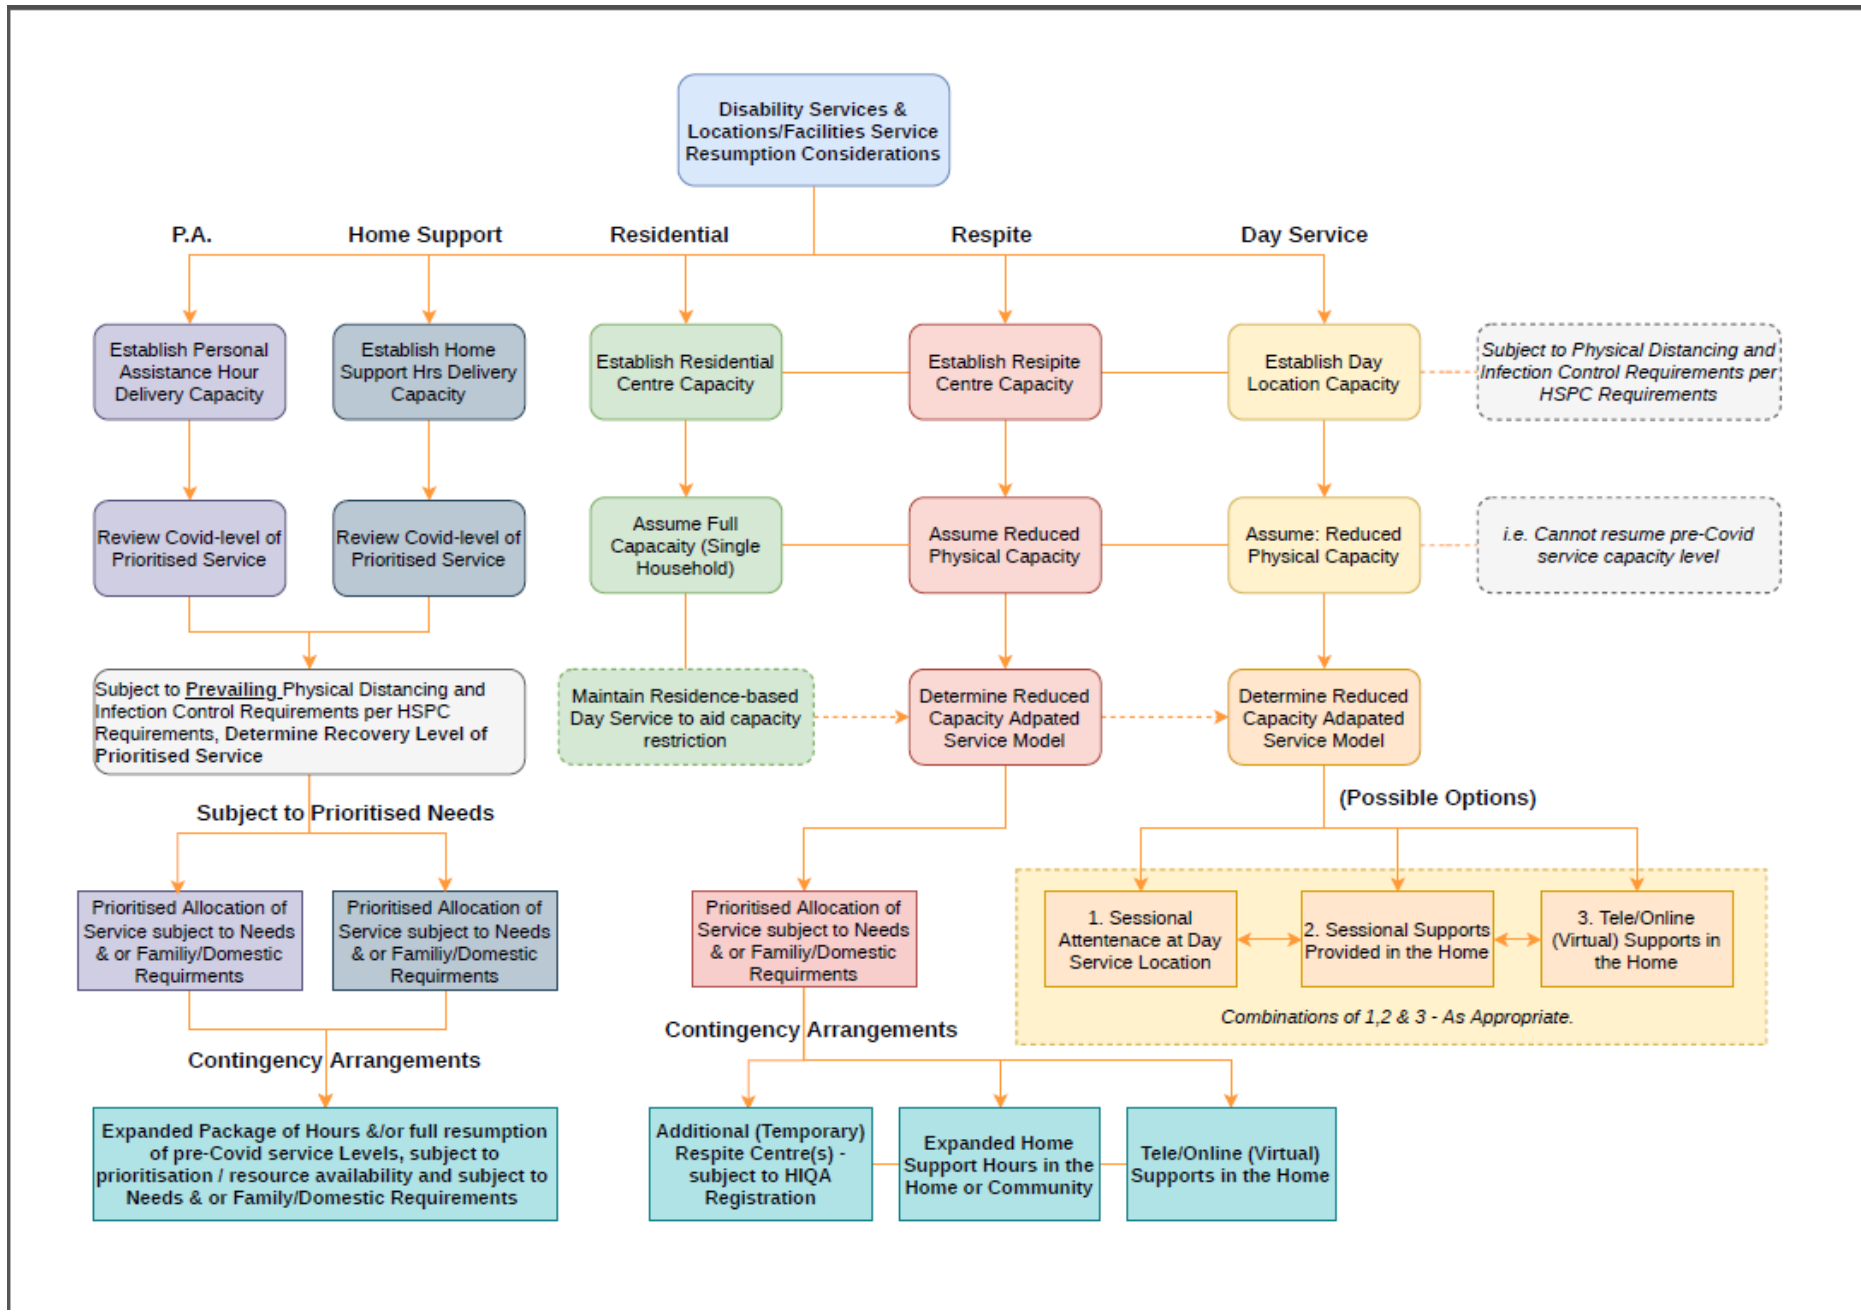 Disability Services &
Locations/Facilities Service
Resumption Considerations
P.A.
Home Support
Residential
Respite
Day Service
Establish Personal
Assistance Hour
Delivery Capacity
Establish Home
Support Hrs Delivery
Capacity
Establish Residential
Centre Capacity
Establish Resipite
Centre Capacity
Establish Day
Location Capacity
Subject to Physical Distancing and
Infection Control Requirements per
HSPC Requirements
Review Covid-level of
Prioritised Service
Review Covid-level of
Prioritised Service
Assume Full
Capacaity (Single
Household)
Assume Reduced
Physical Capacity
Assume: Reduced
Physical Capacity
i.e. Cannot resume pre-Covid
service capacity level
Subject to Prevailing Physical Distancing and
Infection Control Requirements per HSPC
Requirements, Determine Recovery Level of
Prioritised Service
Maintain Residence-based
Day Service to aid capacity
restriction
Determine Reduced
Capacity Adpated
Service Model
Determine Reduced
Capacity Adapated
Service Model
Subject to Prioritised Needs
(Possible Options)
Prioritised Allocation of
Service subject to Needs
& or Familiy/Domestic
Requirments
Prioritised Allocation of
Service subject to Needs
& or Familiy/Domestic
Requirments
Prioritised Allocation of
Service subject to Needs
& or Familiy/Domestic
Requirments
1. Sessional
Attentenace at Day
Service Location
2. Sessional Supports
Provided in the Home
3. Tele/Online
(Virtual) Supports in
the Home
Combinations of 1,2 & 3 - As Appropriate.
Contingency Arrangements
Contingency Arrangements
Expanded Package of Hours &/or full resumption
of pre-Covid service Levels, subject to
prioritisation / resource availability and subject to
Needs & or Family/Domestic Requirements
Additional (Temporary)
Respite Centre(s) -
subject to HIQA
Registration
Expanded Home
Support Hours in the
Home or Community
Tele/Online (Virtual)
Supports in the Home